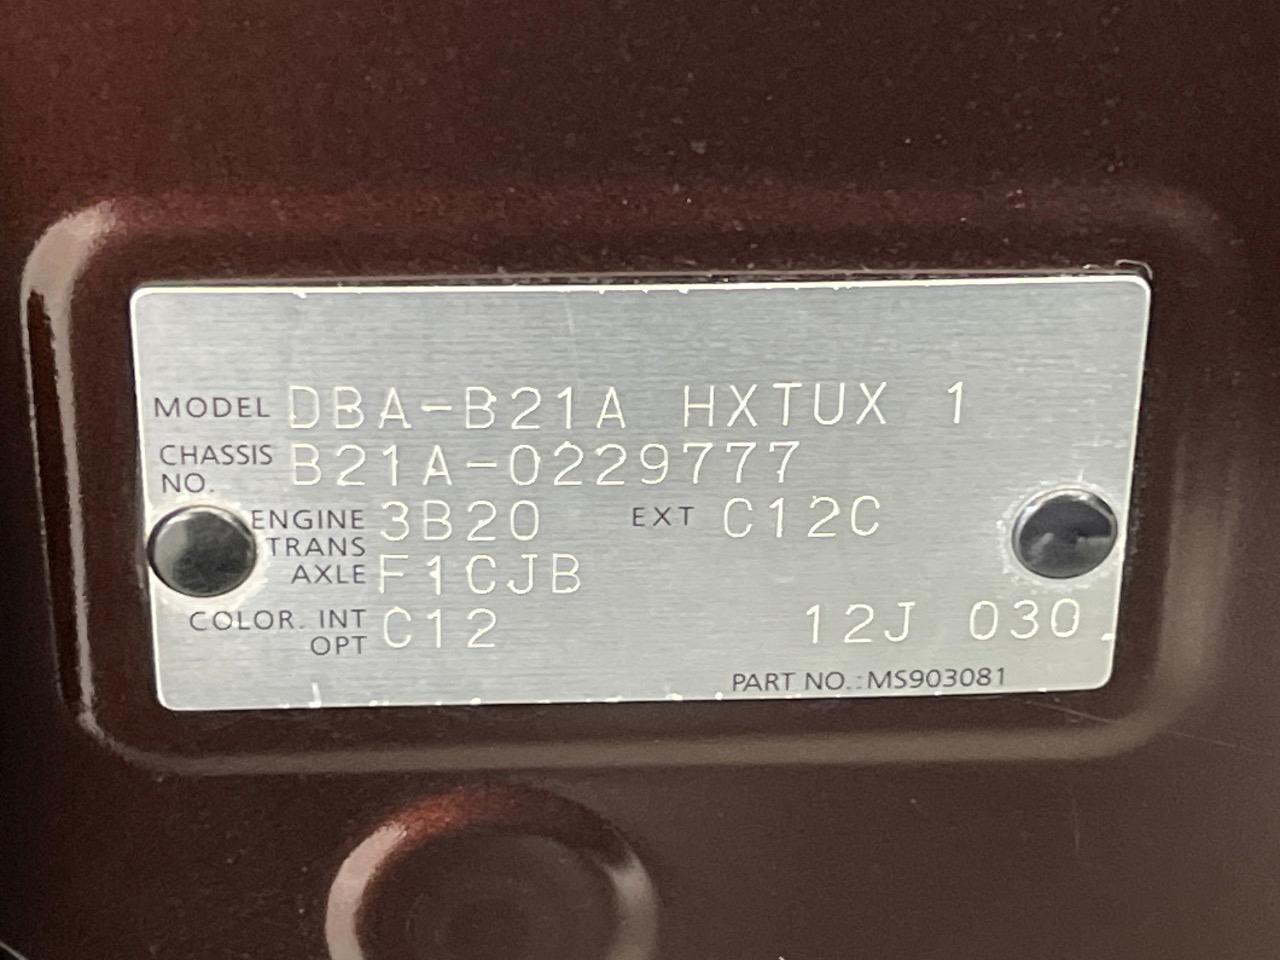 MODEL DBA-B21A HXTUX 1
CHASSIS NO. B21A-0229777
ENGINE 3B20 EXT C12C
TRANS AXLE F1CJB
COLOR. INT OPT C12 12J 030
PART NO.:MS903081